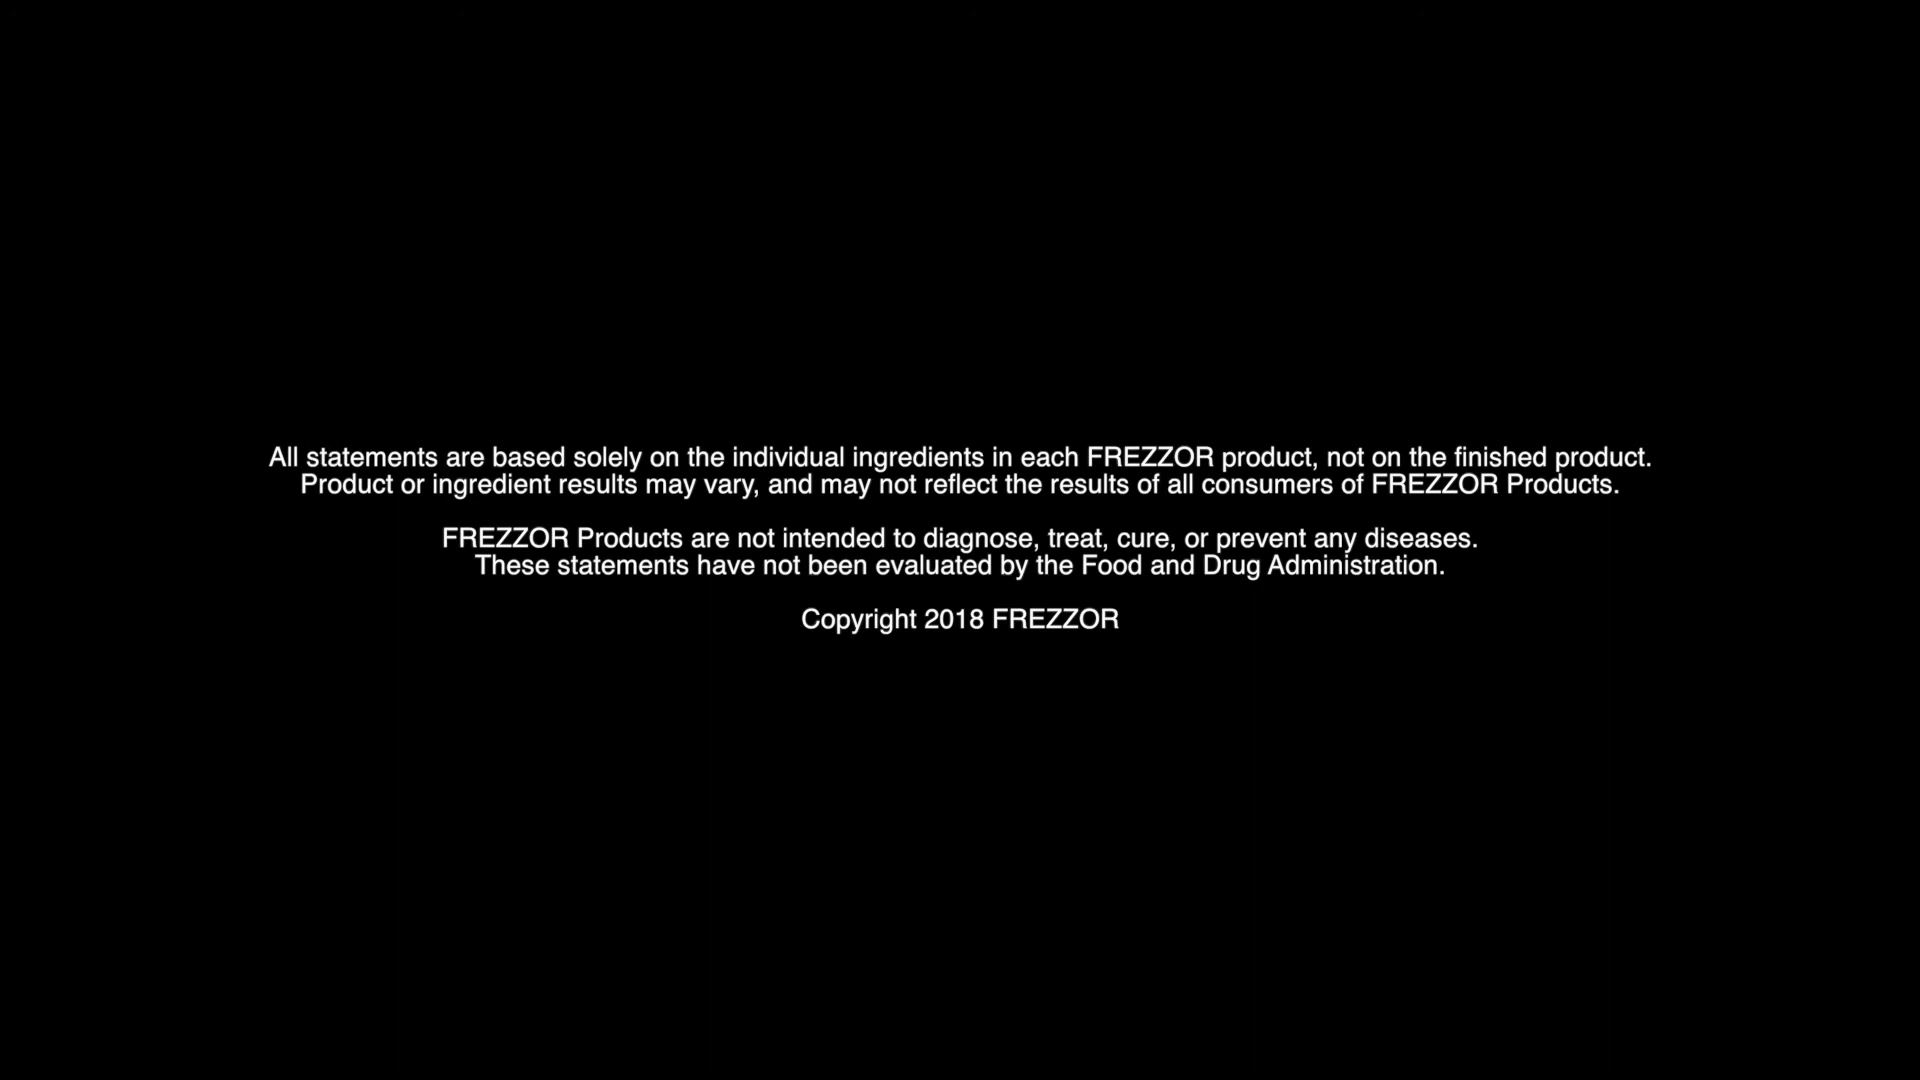 All statements are based solely on the individual ingredients in each FREZZOR product, not on the finished product.
Product or ingredient results may vary, and may not reflect the results of all consumers of FREZZOR Products.
FREZZOR Products are not intended to diagnose, treat, cure, or prevent any diseases.
These statements have not been evaluated by the Food and Drug Administration.
Copyright 2018 FREZZOR